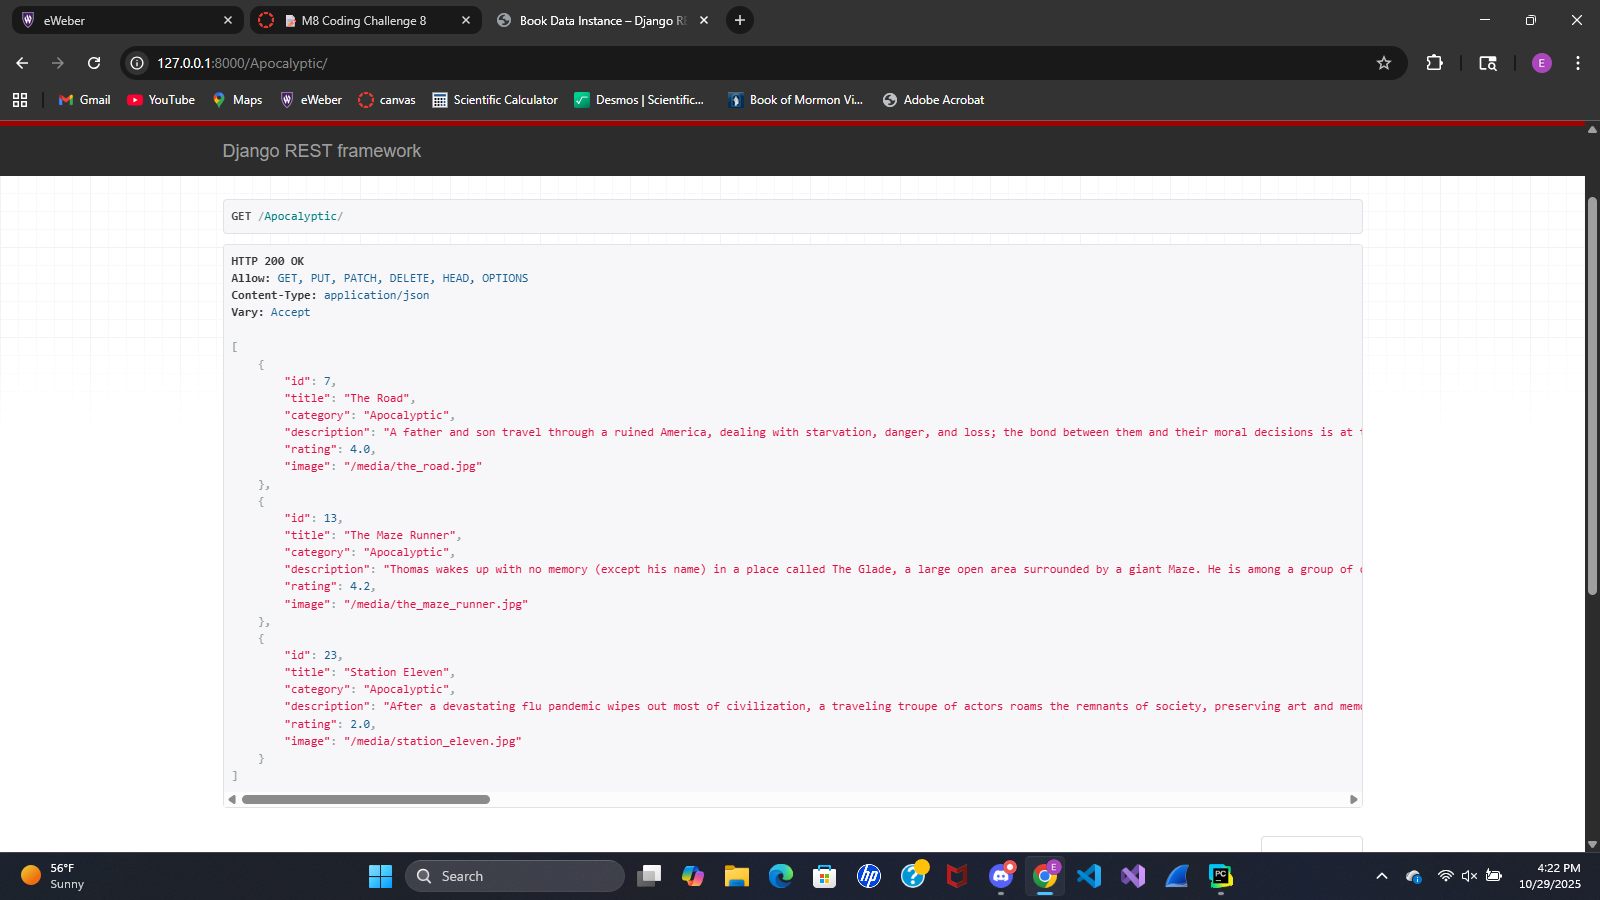 eWeber
M8 Coding Challenge 8
Book Data Instance – Django RE
127.0.0.1:8000/Apocalyptic/
E
Gmail
YouTube
Maps
eWeber
canvas
Scientific Calculator
Desmos | Scientific...
Book of Mormon Vi...
Adobe Acrobat
Django REST framework
GET /Apocalyptic/
HTTP 200 OK
Allow: GET, PUT, PATCH, DELETE, HEAD, OPTIONS
Content-Type: application/json
Vary: Accept
[
{
"id": 7,
"title": "The Road",
"category": "Apocalyptic",
"description": "A father and son travel through a ruined America, dealing with starvation, danger, and loss; the bond between them and their moral decisions is at
"rating": 4.0,
"image": "/media/the_road.jpg"
},
{
"id": 13,
"title": "The Maze Runner",
"category": "Apocalyptic",
"description": "Thomas wakes up with no memory (except his name) in a place called The Glade, a large open area surrounded by a giant Maze. He is among a group of
"rating": 4.2,
"image": "/media/the_maze_runner.jpg"
},
{
"id": 23,
"title": "Station Eleven",
"category": "Apocalyptic",
"description": "After a devastating flu pandemic wipes out most of civilization, a traveling troupe of actors roams the remnants of society, preserving art and mem
"rating": 2.0,
"image": "/media/station_eleven.jpg"
}
]
56°F
Sunny
Search
hp
E
PC
4:22 PM
10/29/2025